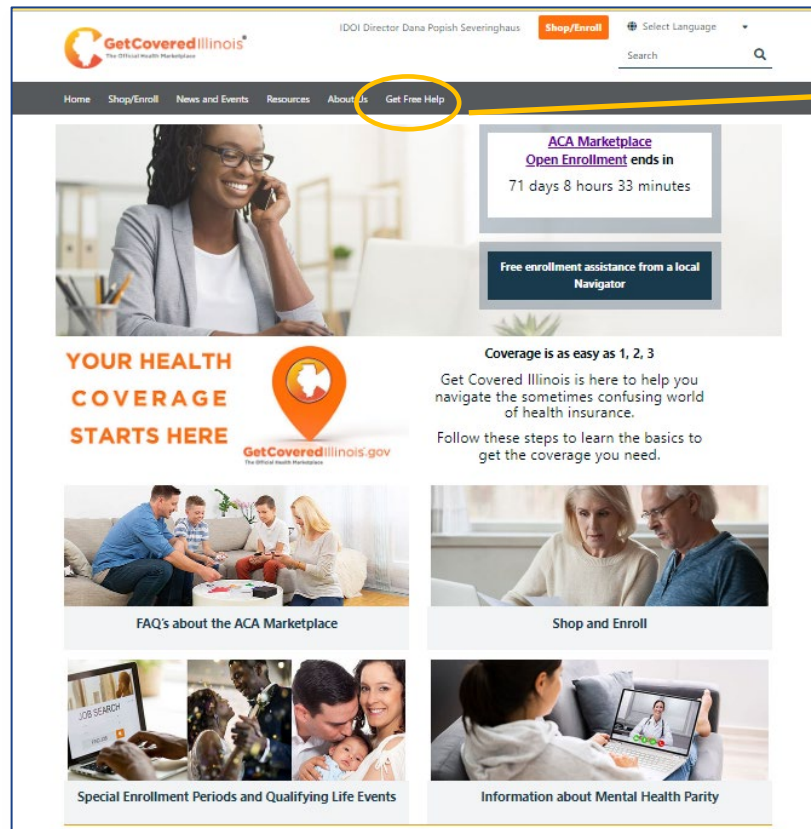 IDOI Director Dana Popish Severinghaus
Shop/Enroll
Select Language
GetCoveredIllinois®
The Official Health Marketplace
Search
Home Shop/Enroll News and Events Resources About Us Get Free Help
ACA Marketplace
Open Enrollment ends in
71 days 8 hours 33 minutes
Free enrollment assistance from a local
Navigator
YOUR HEALTH
COVERAGE
STARTS HERE
GetCoveredIllinois.gov
The Official Health Marketplace
Coverage is as easy as 1, 2, 3
Get Covered Illinois is here to help you
navigate the sometimes confusing world
of health insurance.
Follow these steps to learn the basics to
get the coverage you need.
FAQ's about the ACA Marketplace
Shop and Enroll
JOB SEARCH
Special Enrollment Periods and Qualifying Life Events
Information about Mental Health Parity